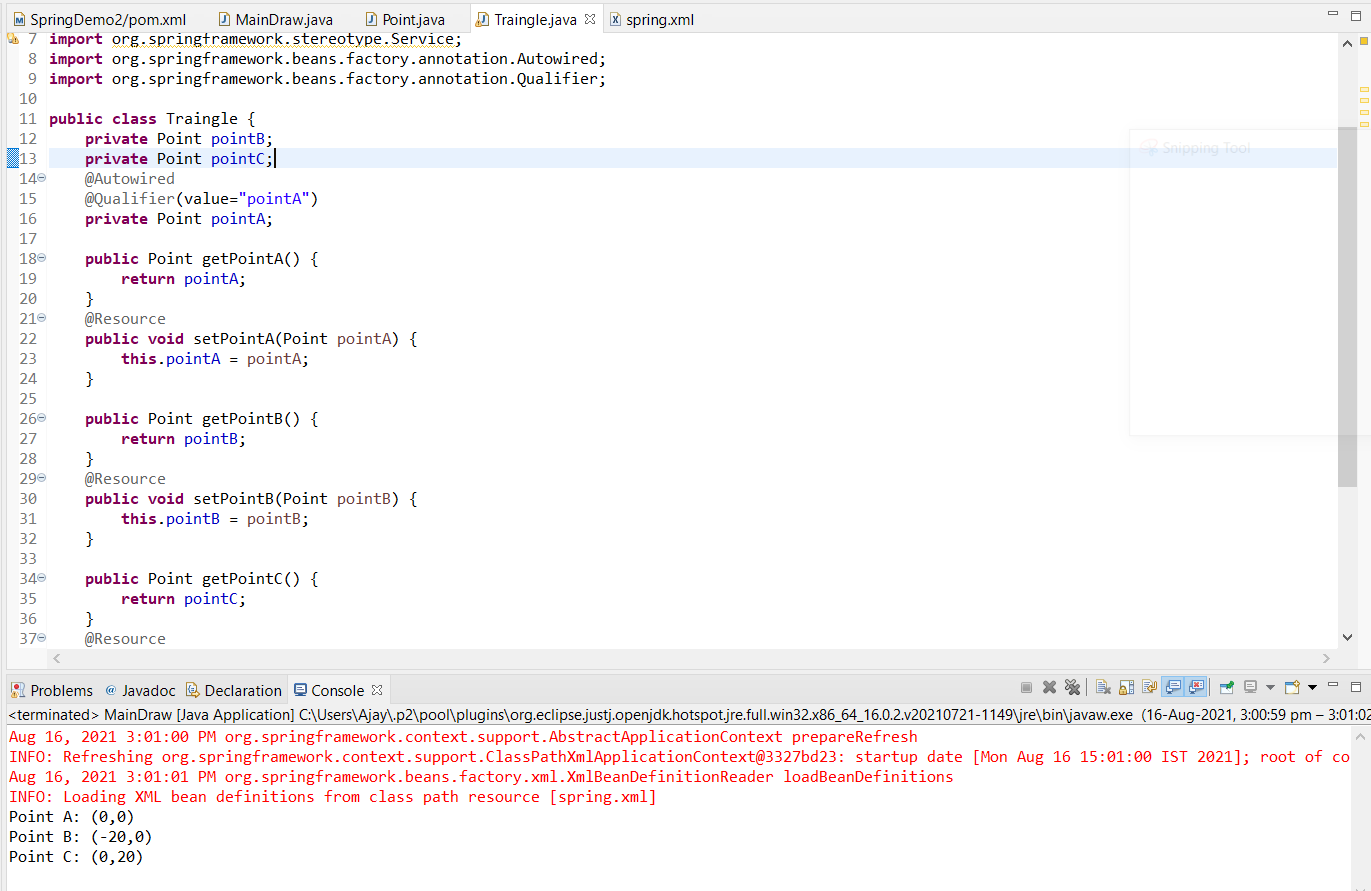 SpringDemo2/pom.xml MainDraw.java Point.java Traingle.java spring.xml
7 import org.springframework.stereotype.Service;
8 import org.springframework.beans.factory.annotation.Autowired;
9 import org.springframework.beans.factory.annotation.Qualifier;
10
11 public class Traingle {
12 private Point pointB;
13 private Point pointC;
Snipping Tool
14 @Autowired
15 @Qualifier(value="pointA")
16 private Point pointA;
17
18 public Point getPointA() {
19 return pointA;
20 }
21 @Resource
22 public void setPointA(Point pointA) {
23 this.pointA = pointA;
24 }
25
26 public Point getPointB() {
27 return pointB;
28 }
29 @Resource
30 public void setPointB(Point pointB) {
31 this.pointB = pointB;
32 }
33
34 public Point getPointC() {
35 return pointC;
36 }
37 @Resource
Problems @ Javadoc Declaration Console
<terminated> MainDraw [Java Application] C:\Users\Ajay\.p2\pool\plugins\org.eclipse.justj.openjdk.hotspot.jre.full.win32.x86_64_16.0.2.v20210721-1149\jre\bin\javaw.exe (16-Aug-2021, 3:00:59 pm – 3:01:02
Aug 16, 2021 3:01:00 PM org.springframework.context.support.AbstractApplicationContext prepareRefresh
INFO: Refreshing org.springframework.context.support.ClassPathXmlApplicationContext@3327bd23: startup date [Mon Aug 16 15:01:00 IST 2021]; root of co
Aug 16, 2021 3:01:01 PM org.springframework.beans.factory.xml.XmlBeanDefinitionReader loadBeanDefinitions
INFO: Loading XML bean definitions from class path resource [spring.xml]
Point A: (0,0)
Point B: (-20,0)
Point C: (0,20)